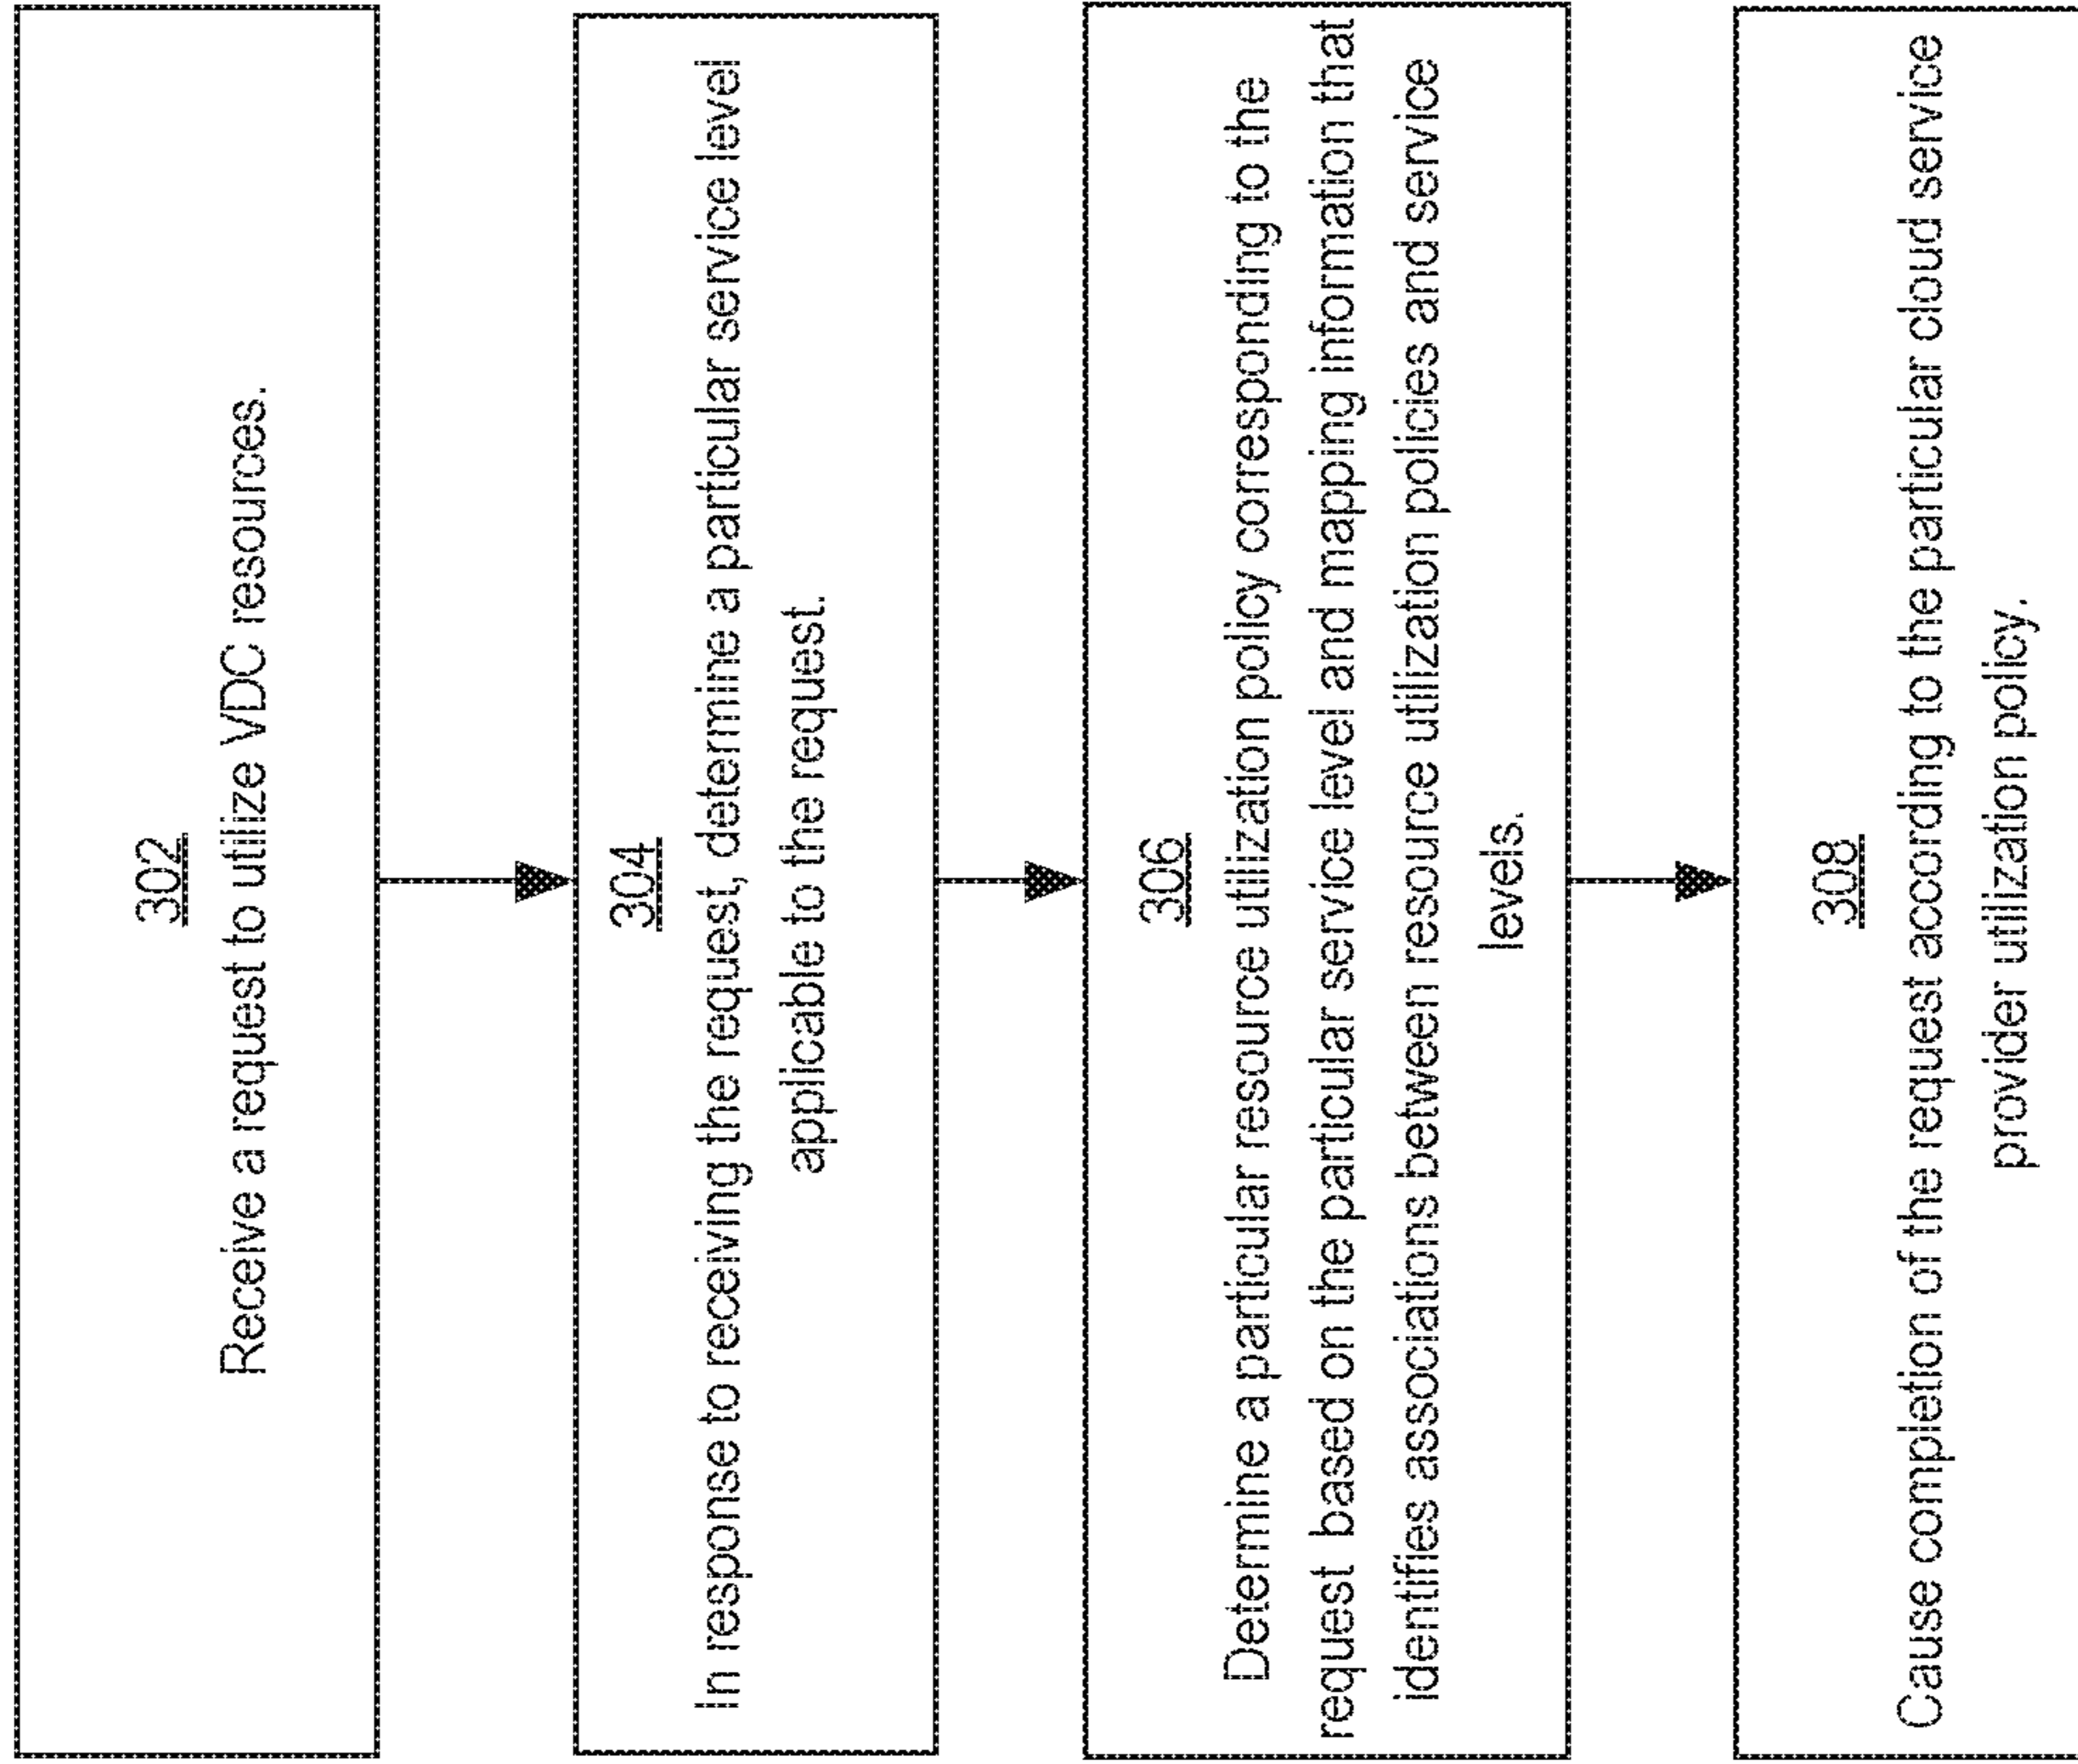 302
Receive a request to utilize VDC resources.
304
In response to receiving the request, determine a particular service level
applicable to the request.
306
Determine a particular resource utilization policy corresponding to the
request based on the particular service level and mapping information that
identifies associations between resource utilization policies and service
levels.
308
Cause completion of the request according to the particular cloud service
provider utilization policy.